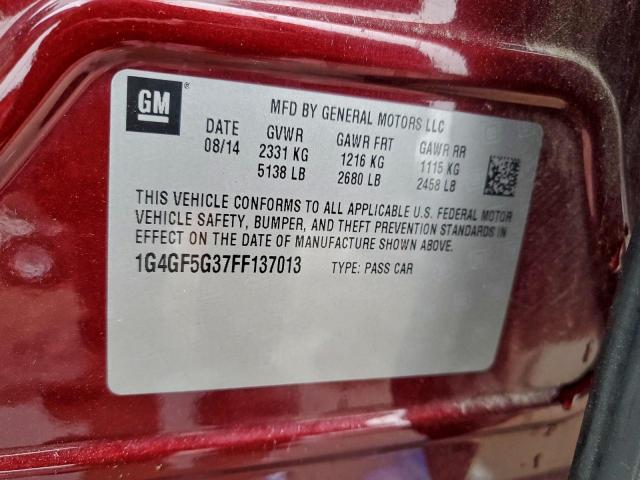 GM
®
MFD BY GENERAL MOTORS LLC
DATE GVWR GAWR FRT GAWR RR
08/14 2331 KG 1216 KG 1115 KG
5138 LB 2680 LB 2458 LB
THIS VEHICLE CONFORMS TO ALL APPLICABLE U.S. FEDERAL MOTOR
VEHICLE SAFETY, BUMPER, AND THEFT PREVENTION STANDARDS IN
EFFECT ON THE DATE OF MANUFACTURE SHOWN ABOVE.
1G4GF5G37FF137013 TYPE: PASS CAR